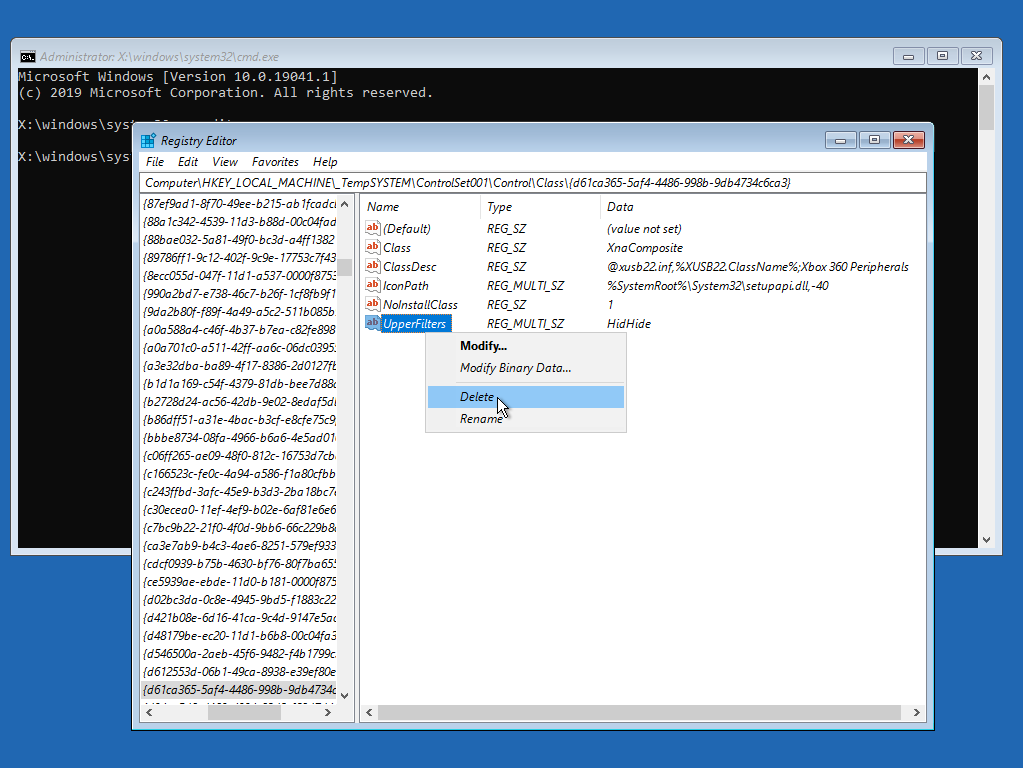 Administrator: X:\windows\system32\cmd.exe
Microsoft Windows [Version 10.0.19041.1]
(c) 2019 Microsoft Corporation. All rights reserved.
X:\windows\sys
X:\windows\sys
Registry Editor
File Edit View Favorites Help
Computer\HKEY_LOCAL_MACHINE\_TempSYSTEM\ControlSet001\Control\Class\{d61ca365-5af4-4486-998b-9db4734c6ca3}
{87ef9ad1-8f70-49ee-b215-ab1fcadc
{88a1c342-4539-11d3-b88d-00c04fad
{88bae032-5a81-49f0-bc3d-a4ff1382
{89786ff1-9c12-402f-9c9e-17753c7f43
{8ecc055d-047f-11d1-a537-0000f875
{990a2bd7-e738-46c7-b26f-1cf8fb9f1
{9da2b80f-f89f-4a49-a5c2-511b085b
{a0a588a4-c46f-4b37-b7ea-c82fe898
{a0a701c0-a511-42ff-aa6c-06dc0395
{a3e32dba-ba89-4f17-8386-2d0127fb
{b1d1a169-c54f-4379-81db-bee7d88
{b2728d24-ac56-42db-9e02-8edaf5d
{b86dff51-a31e-4bac-b3cf-e8cfe75c9
{bbbe8734-08fa-4966-b6a6-4e5ad01
{c06ff265-ae09-48f0-812c-16753d7cb
{c166523c-fe0c-4a94-a586-f1a80cfbb
{c243ffbd-3afc-45e9-b3d3-2ba18bc7
{c30ecea0-11ef-4ef9-b02e-6af81e6e6
{c7bc9b22-21f0-4f0d-9bb6-66c229b8
{ca3e7ab9-b4c3-4ae6-8251-579ef933
{cdcf0939-b75b-4630-bf76-80f7ba655
{ce5939ae-ebde-11d0-b181-0000f875
{d02bc3da-0c8e-4945-9bd5-f1883c22
{d421b08e-6d16-41ca-9c4d-9147e5a
{d48179be-ec20-11d1-b6b8-00c04fa3
{d546500a-2aeb-45f6-9482-f4b1799c
{d612553d-06b1-49ca-8938-e39ef80e
{d61ca365-5af4-4486-998b-9db4734c
Name Type Data
(Default) REG_SZ (value not set)
Class REG_SZ XnaComposite
ClassDesc REG_SZ @xusb22.inf,%XUSB22.ClassName%;Xbox 360 Peripherals
IconPath REG_MULTI_SZ %SystemRoot%\System32\setupapi.dll,-40
NoInstallClass REG_SZ 1
UpperFilters REG_MULTI_SZ HidHide
Modify...
Modify Binary Data...
Delete
Rename